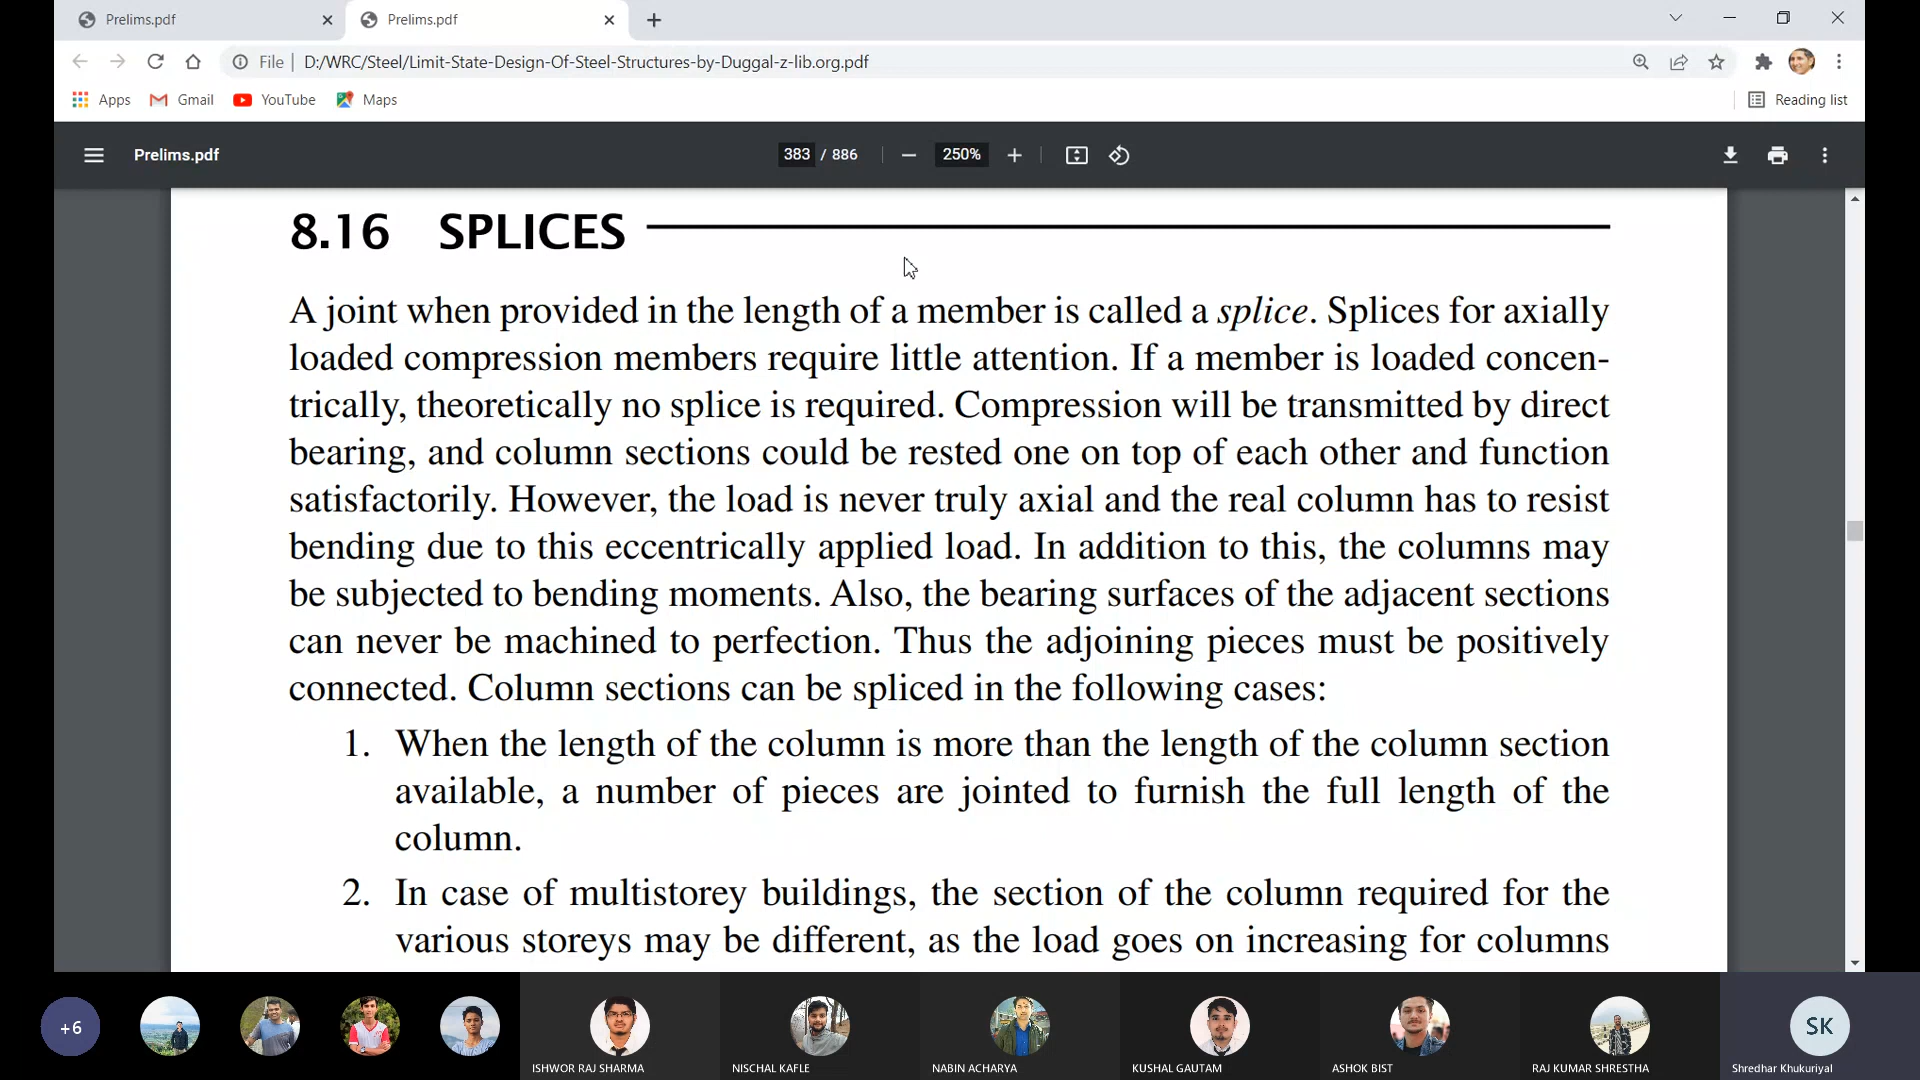 Prelims.pdf
Prelims.pdf
File | D:/WRC/Steel/Limit-State-Design-Of-Steel-Structures-by-Duggal-z-lib.org.pdf
Apps Gmail YouTube Maps Reading list
Prelims.pdf 383 / 886 250%
8.16 SPLICES
A joint when provided in the length of a member is called a splice. Splices for axially
loaded compression members require little attention. If a member is loaded concen-
trically, theoretically no splice is required. Compression will be transmitted by direct
bearing, and column sections could be rested one on top of each other and function
satisfactorily. However, the load is never truly axial and the real column has to resist
bending due to this eccentrically applied load. In addition to this, the columns may
be subjected to bending moments. Also, the bearing surfaces of the adjacent sections
can never be machined to perfection. Thus the adjoining pieces must be positively
connected. Column sections can be spliced in the following cases:
1. When the length of the column is more than the length of the column section
available, a number of pieces are jointed to furnish the full length of the
column.
2. In case of multistorey buildings, the section of the column required for the
various storeys may be different, as the load goes on increasing for columns
+6
SK
ISHWOR RAJ SHARMA
NISCHAL KAFLE
NABIN ACHARYA
KUSHAL GAUTAM
ASHOK BIST
RAJ KUMAR SHRESTHA
Shredhar Khukuriyal